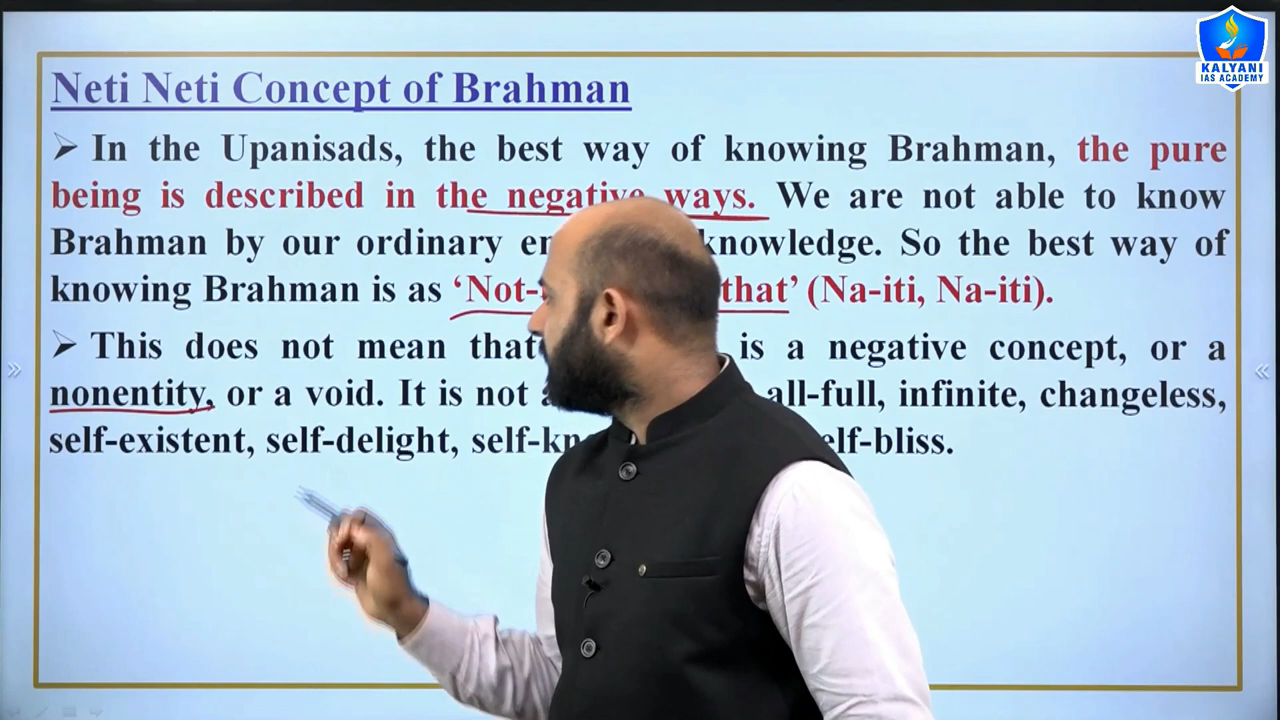 KALYANI
IAS ACADEMY
Neti Neti Concept of Brahman
➢ In the Upanisads, the best way of knowing Brahman, the pure
being is described in the negative ways. We are not able to know
Brahman by our ordinary knowledge. So the best way of
knowing Brahman is as ‘Not- that’ (Na-iti, Na-iti).
➢ This does not mean that is a negative concept, or a
nonentity, or a void. It is not all-full, infinite, changeless,
self-existent, self-delight,